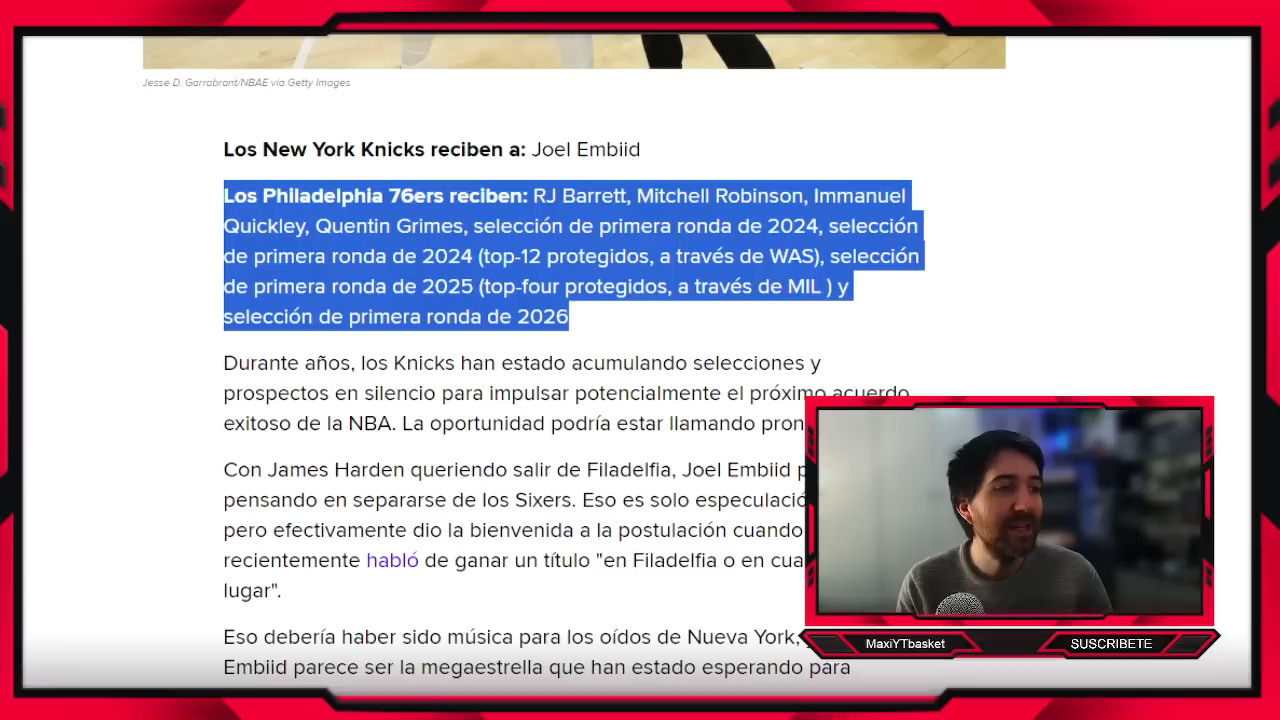 Jesse D. Garrabrant/NBAE via Getty Images
Los New York Knicks reciben a: Joel Embiid
Los Philadelphia 76ers reciben: RJ Barrett, Mitchell Robinson, Immanuel
Quickley, Quentin Grimes, selección de primera ronda de 2024, selección
de primera ronda de 2024 (top-12 protegidos, a través de WAS), selección
de primera ronda de 2025 (top-four protegidos, a través de MIL ) y
selección de primera ronda de 2026
Durante años, los Knicks han estado acumulando selecciones y
prospectos en silencio para impulsar potencialmente el próximo acuerdo
exitoso de la NBA. La oportunidad podría estar llamando
Con James Harden queriendo salir de Filadelfia, Joel Embiid
pensando en separarse de los Sixers. Eso es solo
pero efectivamente dio la bienvenida a la postulación cuando
recientemente habló de ganar un título "en Filadelfia o en
lugar".
Eso debería haber sido música para los oídos de Nueva York,
Embiid parece ser la megaestrella que han estado esperando para
MaxiYTbasket
SUSCRIBETE